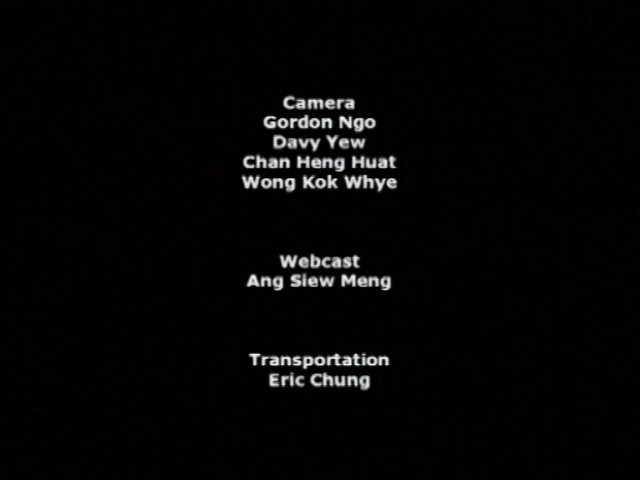 Camera
Gordon Ngo
Davy Yew
Chan Heng Huat
Wong Kok Whye
Webcast
Ang Siew Meng
Transportation
Eric Chung